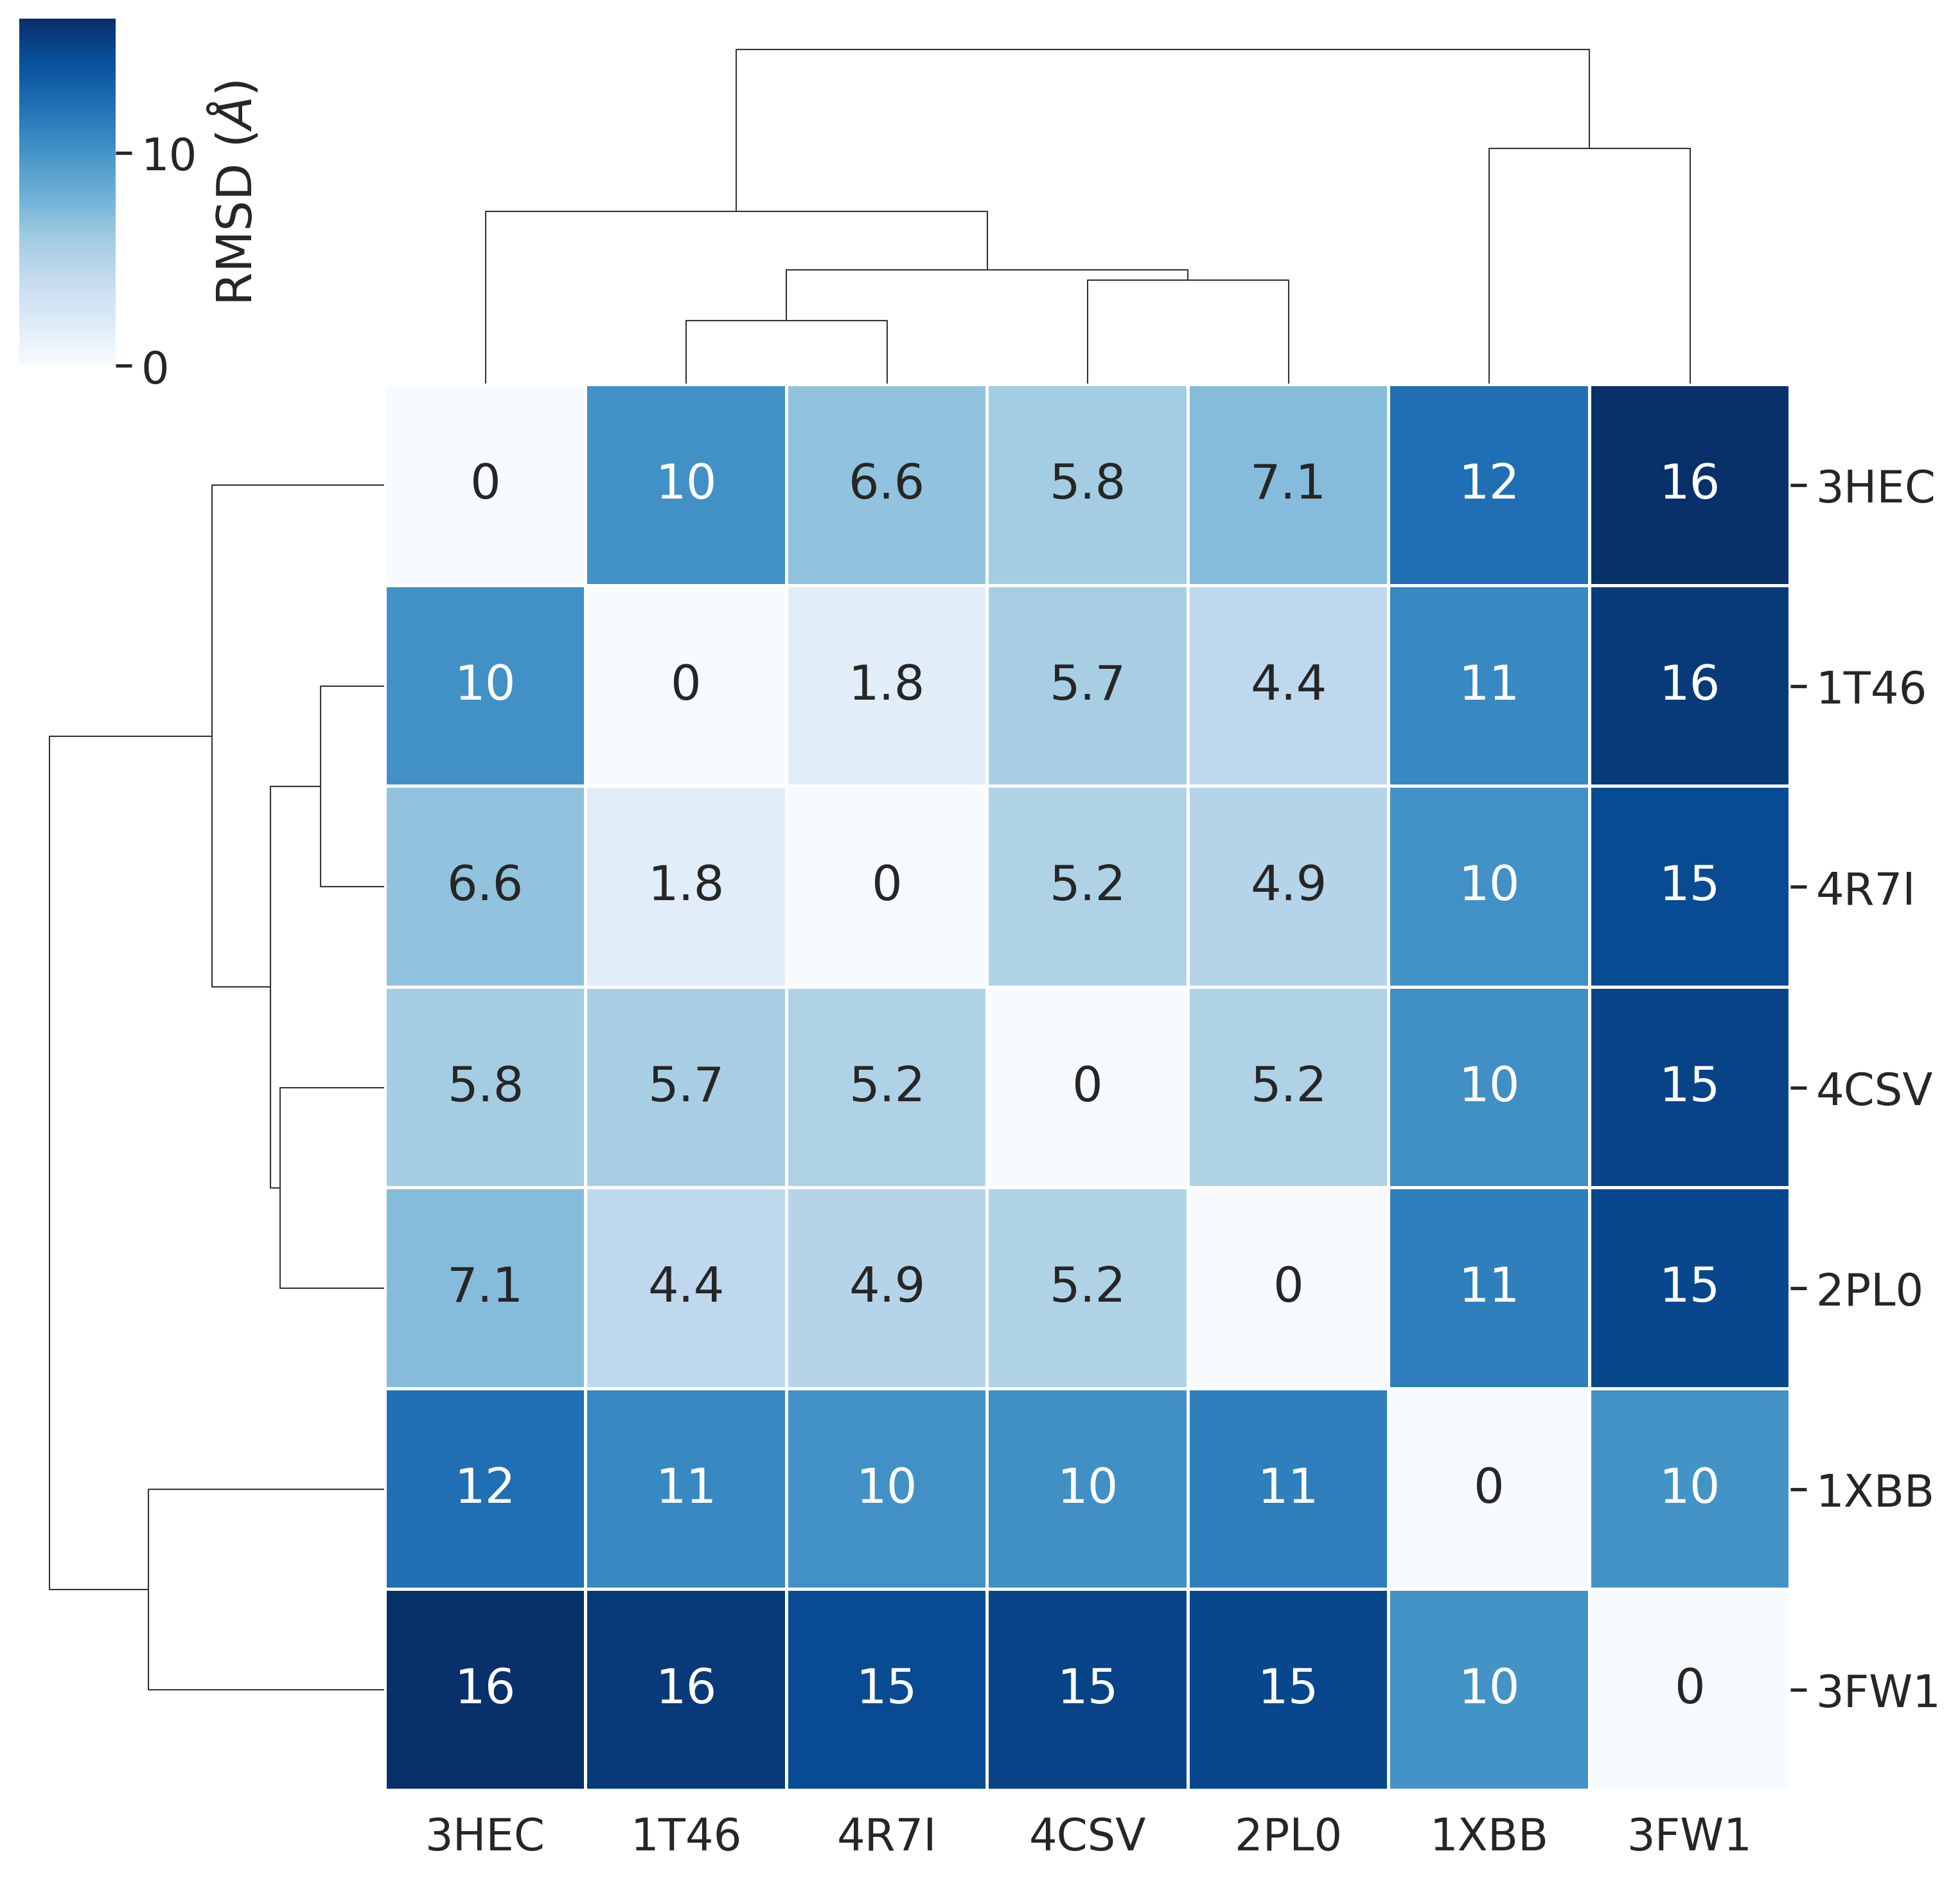 10
0
RMSD (Å)
0 10 6.6 5.8 7.1 12 16 3HEC
10 0 1.8 5.7 4.4 11 16 1T46
6.6 1.8 0 5.2 4.9 10 15 4R7I
5.8 5.7 5.2 0 5.2 10 15 4CSV
7.1 4.4 4.9 5.2 0 11 15 2PL0
12 11 10 10 11 0 10 1XBB
16 16 15 15 15 10 0 3FW1
3HEC 1T46 4R7I 4CSV 2PL0 1XBB 3FW1